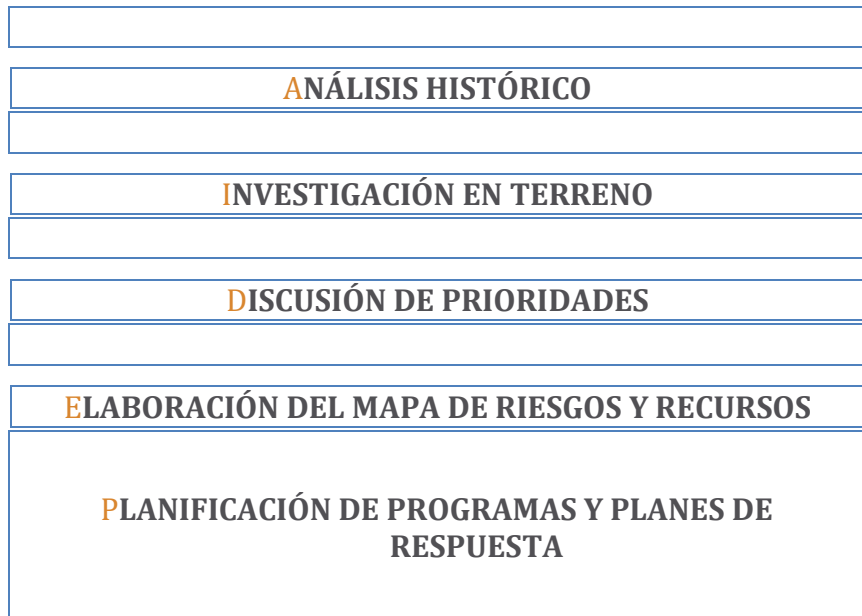 ANÁLISIS HISTÓRICO
INVESTIGACIÓN EN TERRENO
DISCUSIÓN DE PRIORIDADES
ELABORACIÓN DEL MAPA DE RIESGOS Y RECURSOS
PLANIFICACIÓN DE PROGRAMAS Y PLANES DE
RESPUESTA